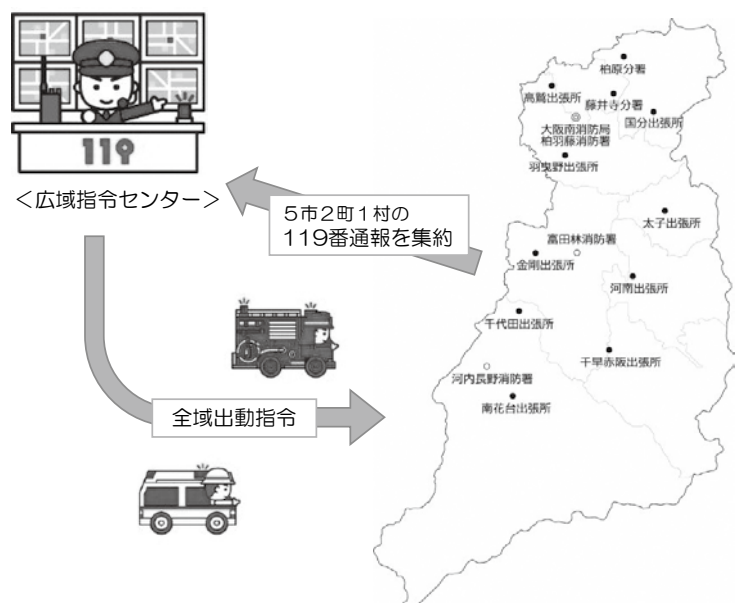 119
<広域指令センター>
5市2町1村の
119番通報を集約
全域出動指令
柏原分署
高鷲出張所
藤井寺分署
国分出張所
大阪南消防局
柏羽藤消防署
羽曳野出張所
太子出張所
富田林消防署
金剛出張所
河南出張所
千代田出張所
千早赤阪出張所
河内長野消防署
南花台出張所